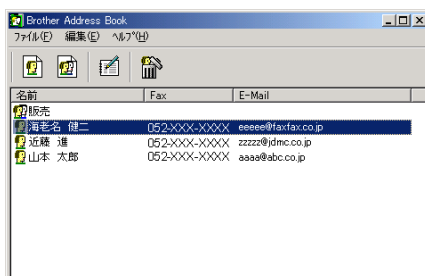 Brother Address Book
ファイル(F) 編集(E) ヘルプ(H)
名前 Fax E-Mail
販売
海老名 健二 052-XXX-XXXX eeeee@faxfax.co.jp
近藤 進 052-XXX-XXXX zzzzz@jdmc.co.jp
山本 太郎 052-XXX-XXXX aaaa@abc.co.jp